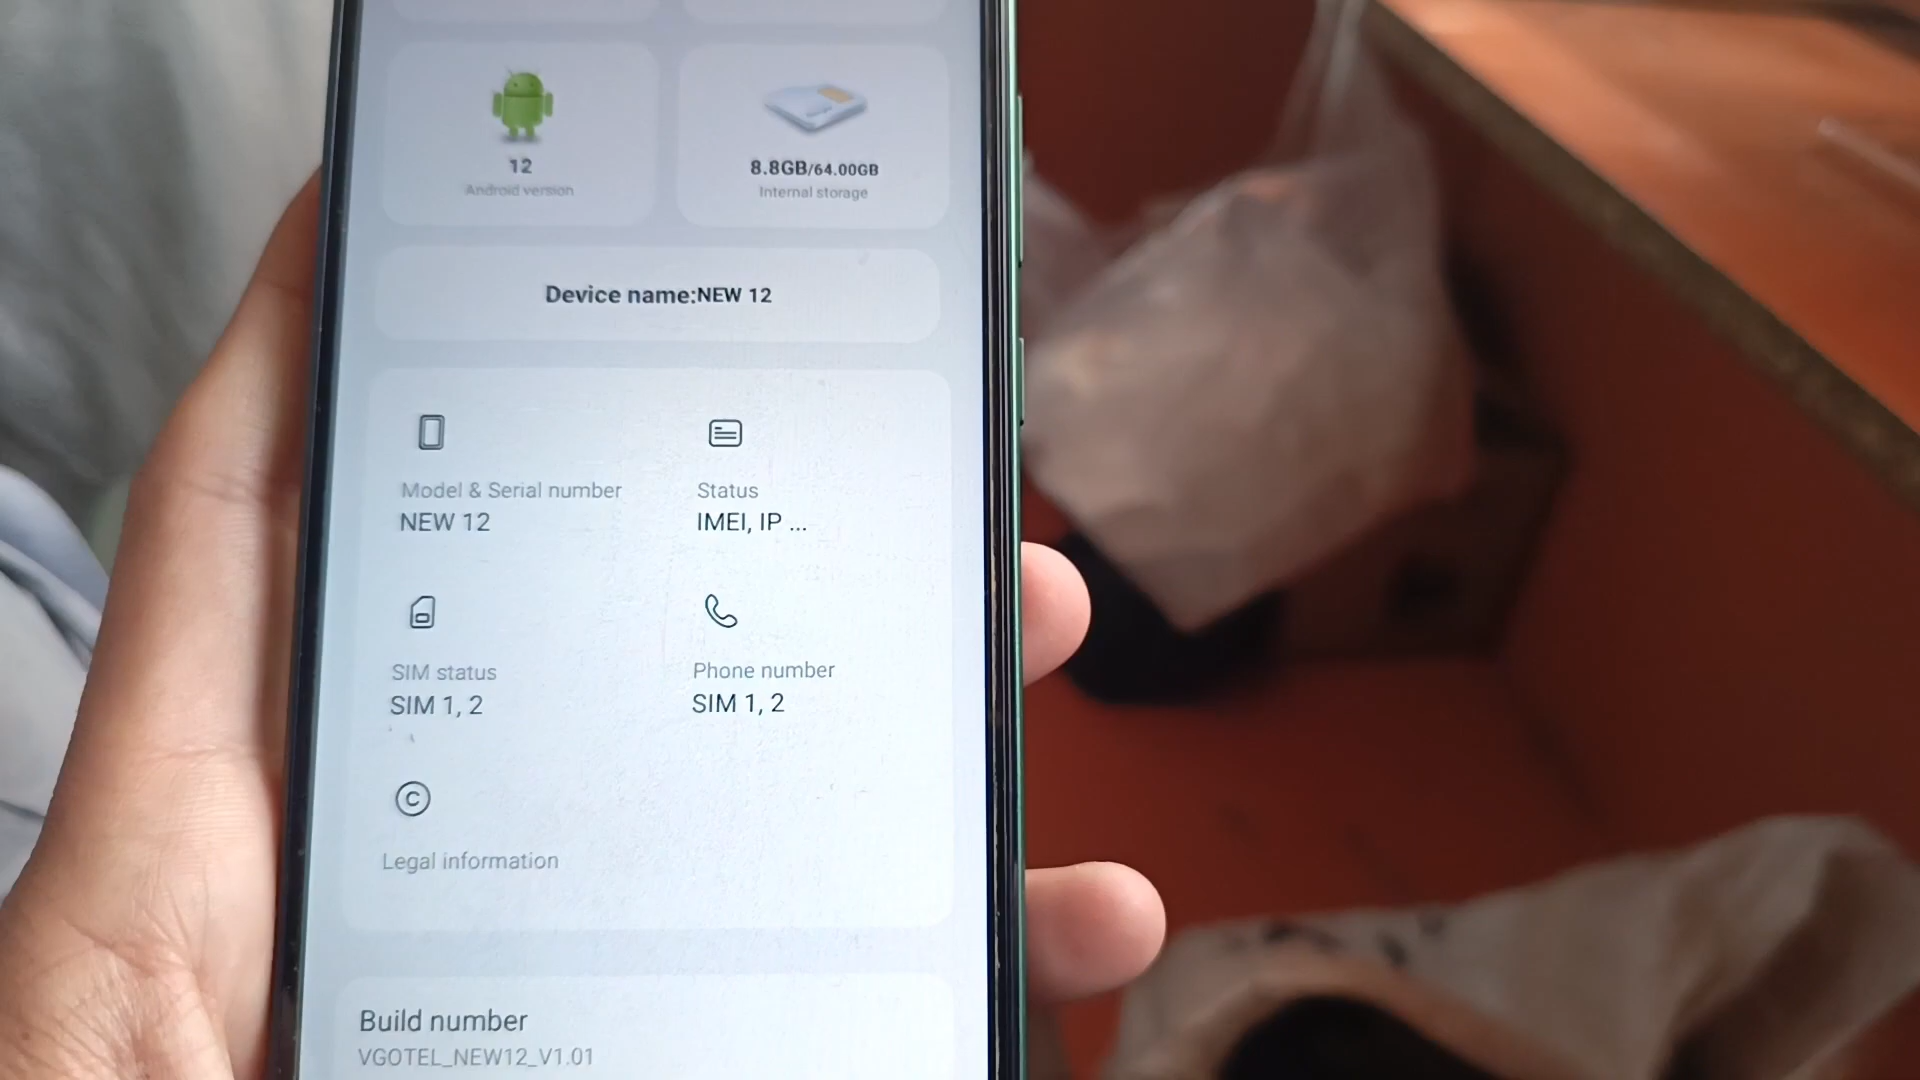 12
Android version
8.8GB/64.00GB
Internal storage
Device name:NEW 12
Model & Serial number
NEW 12
Status
IMEI, IP ...
SIM status
SIM 1, 2
Phone number
SIM 1, 2
Legal information
Build number
VGOTEL_NEW12_V1.01